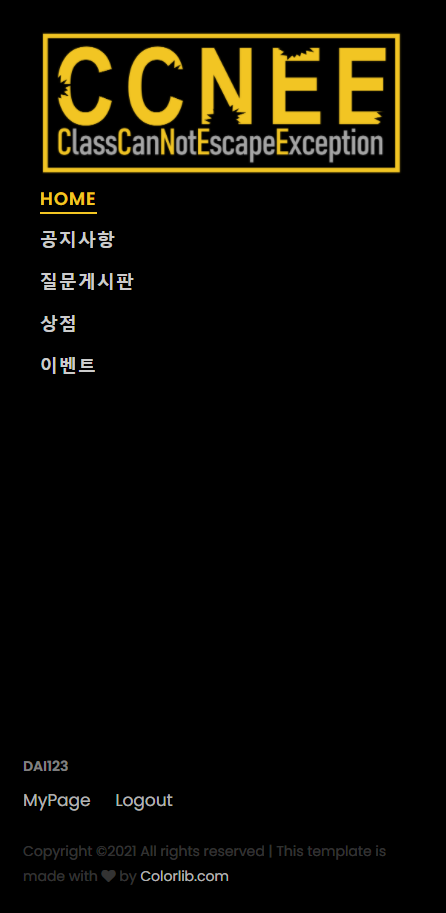 CCNEE
ClassCanNotEscapeException
HOME
공지사항
질문게시판
상점
이벤트
DAI123
MyPage Logout
Copyright ©2021 All rights reserved | This template is
made with ♥ by Colorlib.com